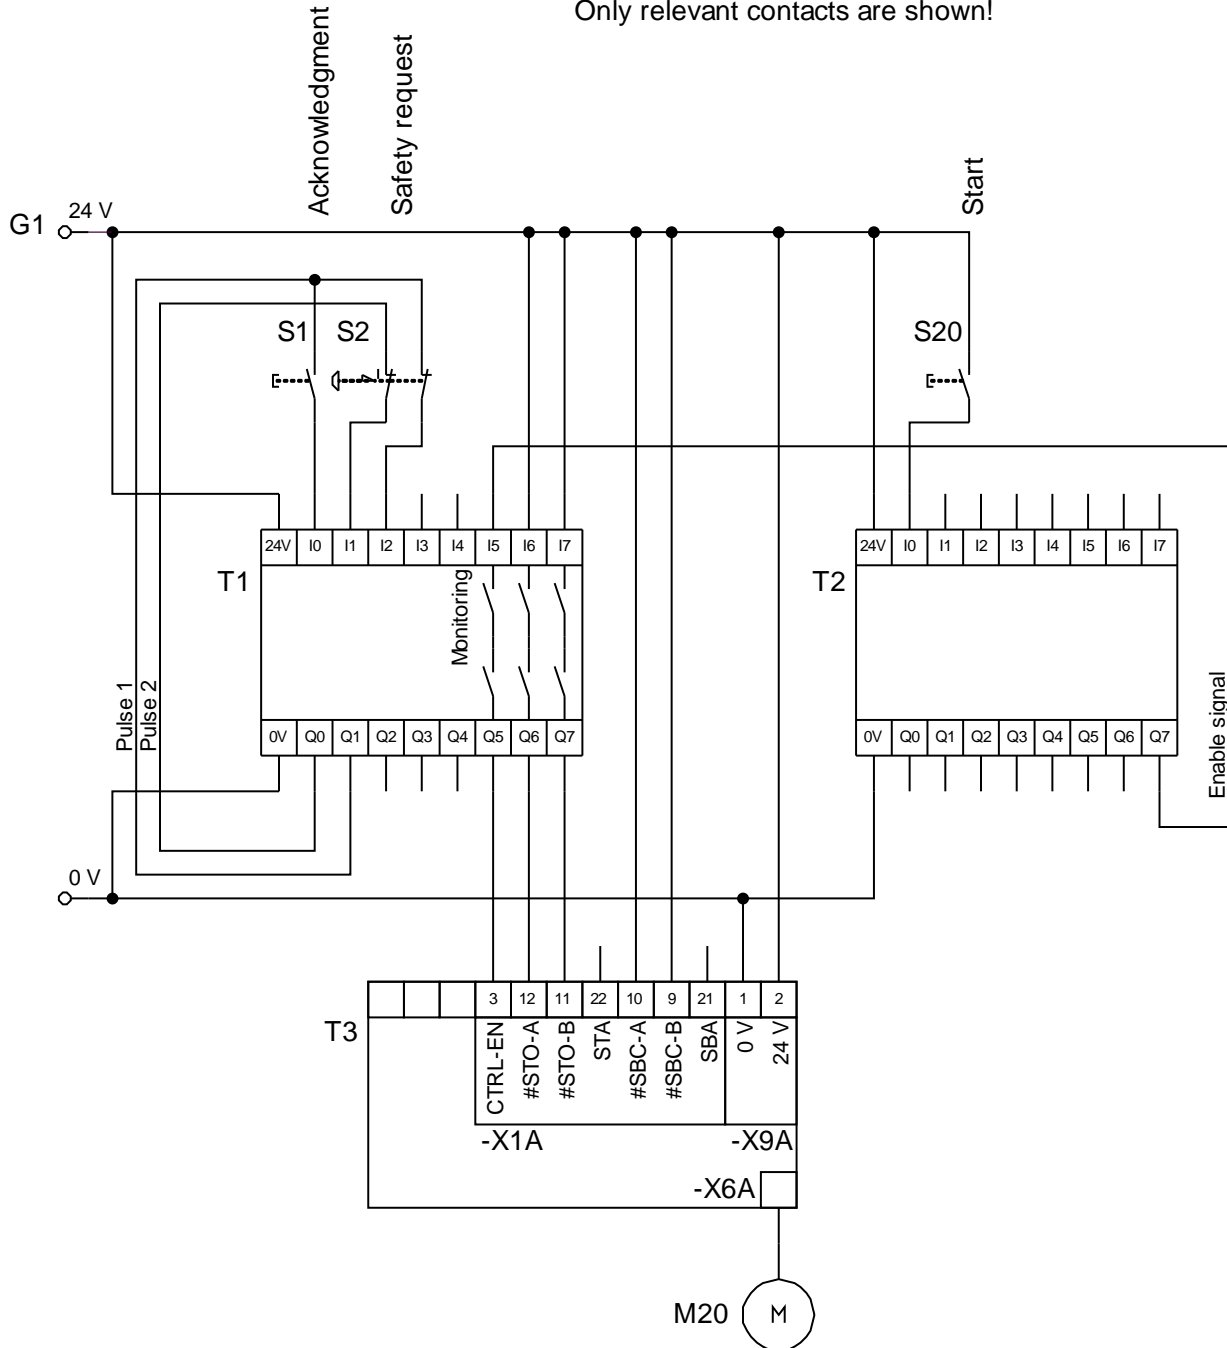 Only relevant contacts are shown!
Acknowledgment
Safety request
Start
G1
24 V
S1
S2
S20
24V I0 I1 I2 I3 I4 I5 I6 I7
T1
Monitoring
0V Q0 Q1 Q2 Q3 Q4 Q5 Q6 Q7
24V I0 I1 I2 I3 I4 I5 I6 I7
T2
0V Q0 Q1 Q2 Q3 Q4 Q5 Q6 Q7
Pulse 1
Pulse 2
Enable signal
0 V
T3
3 12 11 22 10 9 21 1 2
CTRL-EN
#STO-A
#STO-B
STA
#SBC-A
#SBC-B
SBA
0 V
24 V
-X1A
-X9A
-X6A
M20
M